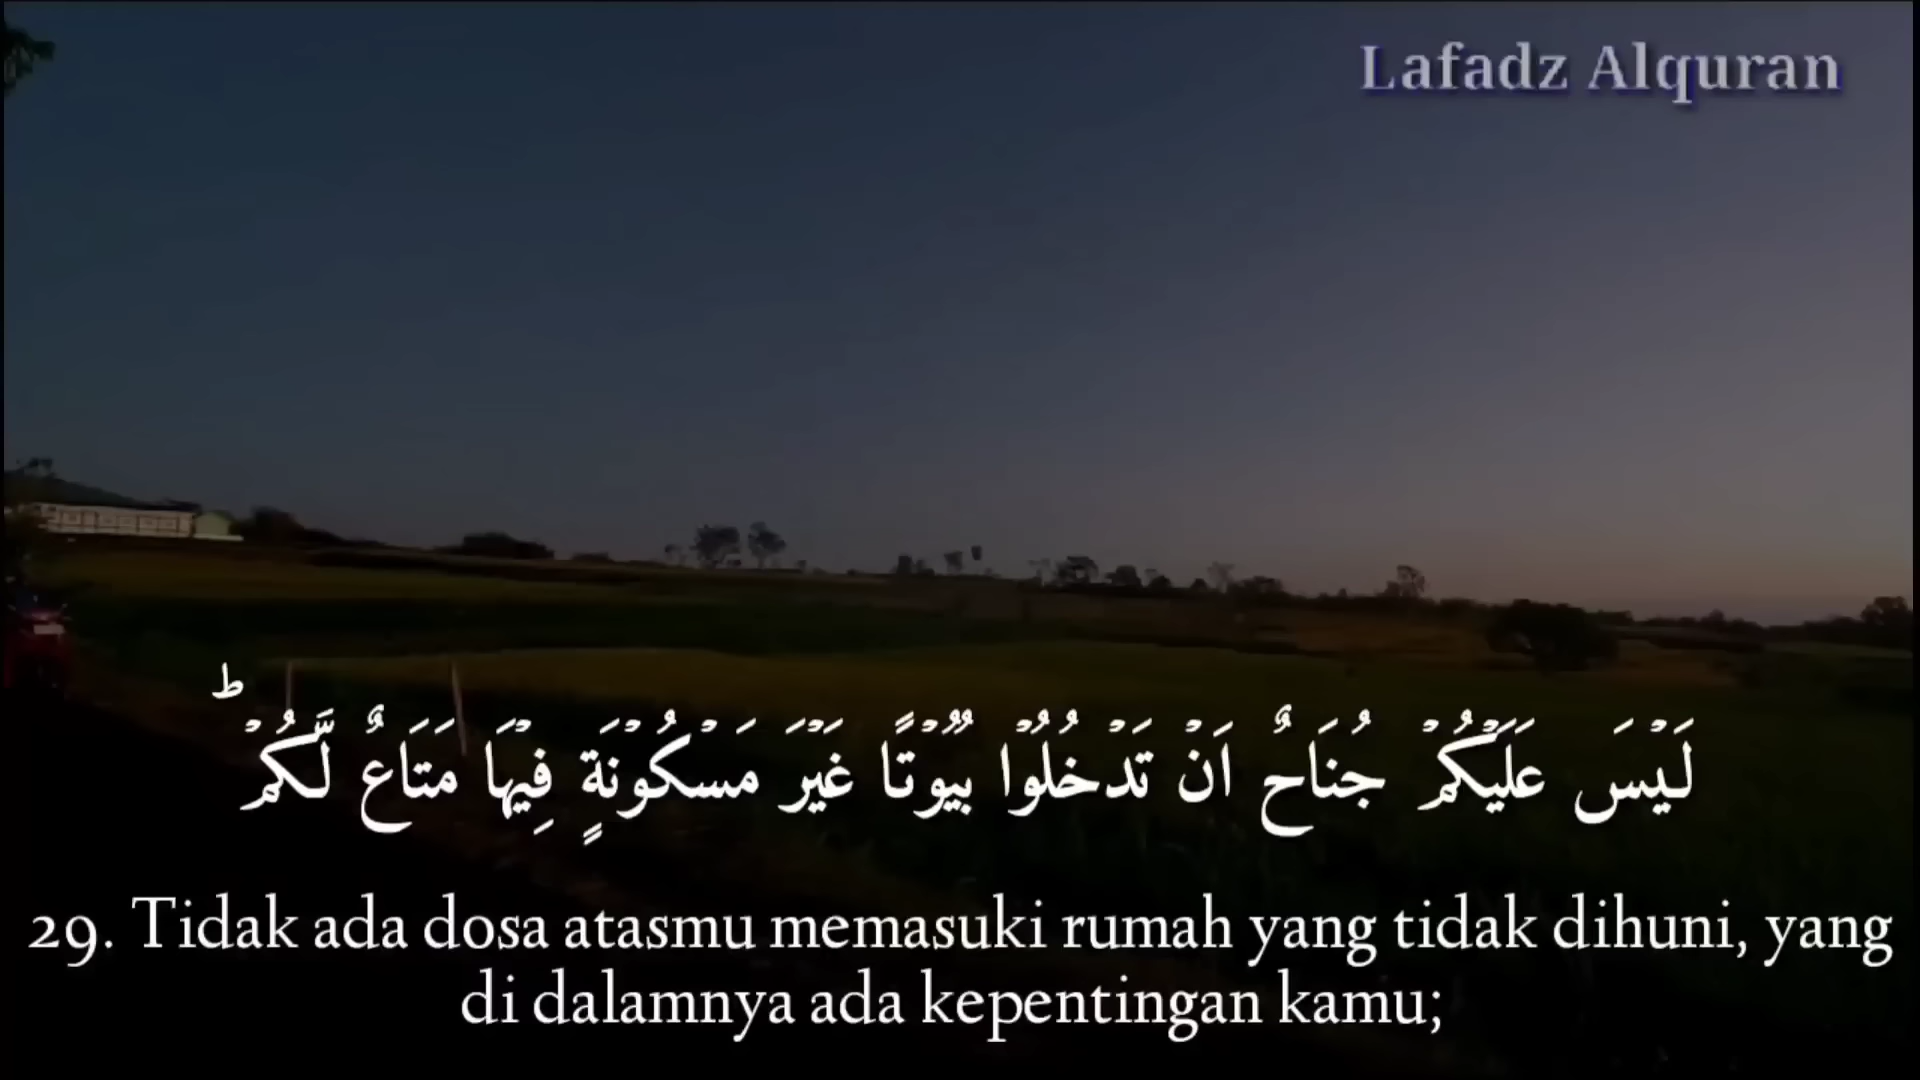 Lafadz Alquran
لَيْسَ عَلَيْكُمْ جُنَاحٌ اَنْ تَدْخُلُوْا بُيُوْتًا غَيْرَ مَسْكُوْنَةٍ فِيْهَا مَتَاعٌ لَّكُمْۗ
29. Tidak ada dosa atasmu memasuki rumah yang tidak dihuni, yang
di dalamnya ada kepentingan kamu;